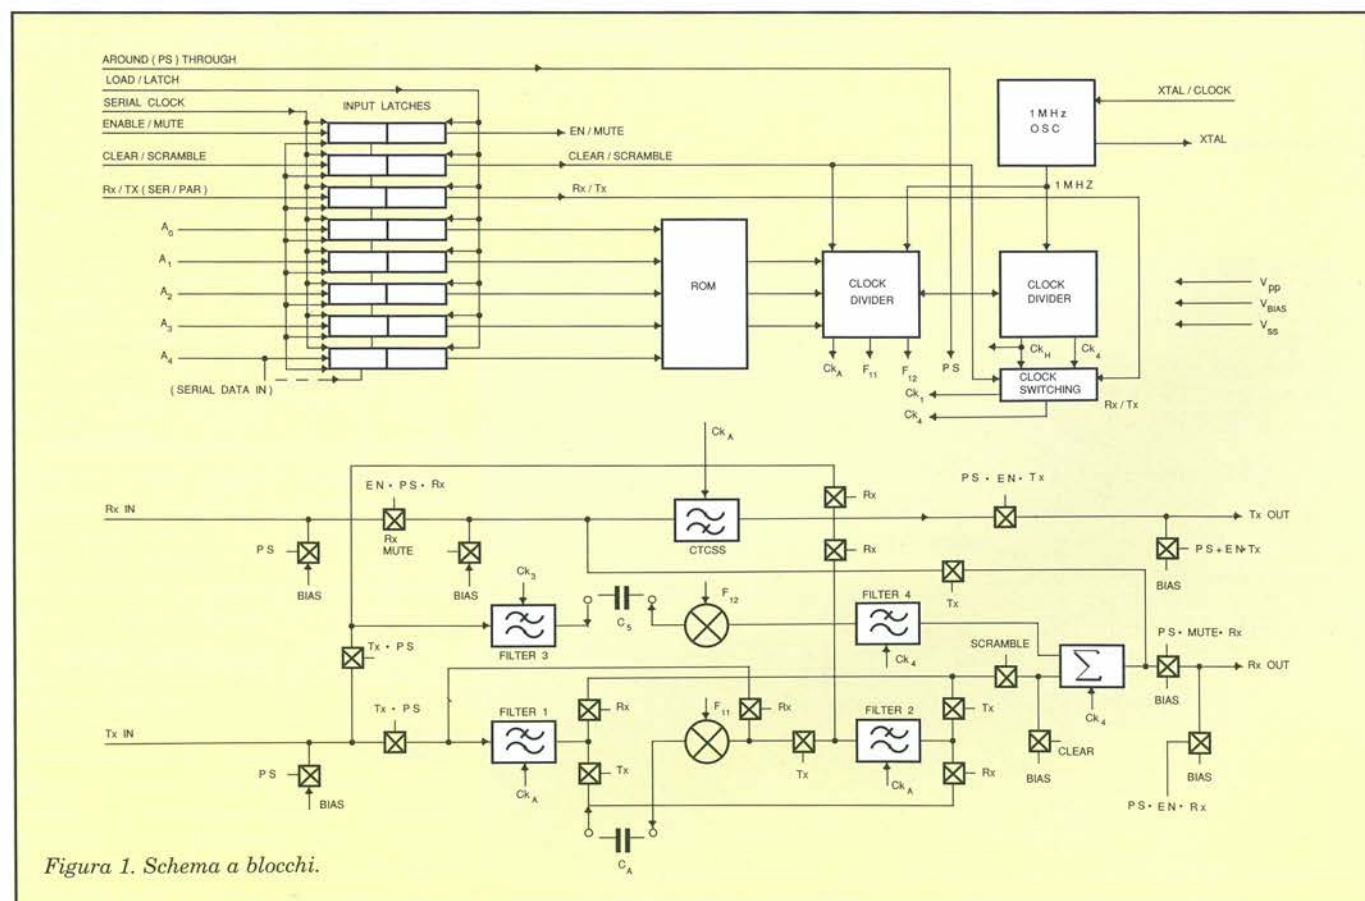 AROUND ( PS ) THROUGH
LOAD / LATCH
SERIAL CLOCK
INPUT LATCHES
ENABLE / MUTE
EN / MUTE
CLEAR / SCRAMBLE
CLEAR / SCRAMBLE
Rx / TX ( SER / PAR )
Rx / Tx
A0
A1
A2
A3
A4
( SERIAL DATA IN )
ROM
1 MHz
OSC
XTAL / CLOCK
XTAL
1 MHZ
CLOCK
DIVIDER
CLOCK
DIVIDER
Vpp
VBIAS
Vss
CkA
F11
F12
PS
CkH
Ck4
CLOCK
SWITCHING
Rx / Tx
Ck1
Ck4
CkA
Rx IN
EN • PS • Rx
PS
BIAS
Rx
MUTE
BIAS
CTCSS
Rx
Rx
PS • EN • Tx
Tx OUT
PS + EN • Tx
BIAS
Ck3
FILTER 3
C5
F12
FILTER 4
Ck4
Tx
SCRAMBLE
Σ
Ck4
PS • MUTE • Rx
Rx OUT
BIAS
Tx • PS
Tx IN
Tx • PS
PS
BIAS
FILTER 1
CkA
Rx
Tx
F11
Rx
Tx
FILTER 2
CkA
Tx
Rx
CLEAR
BIAS
BIAS
PS • EN • Rx
CA
Figura 1. Schema a blocchi.